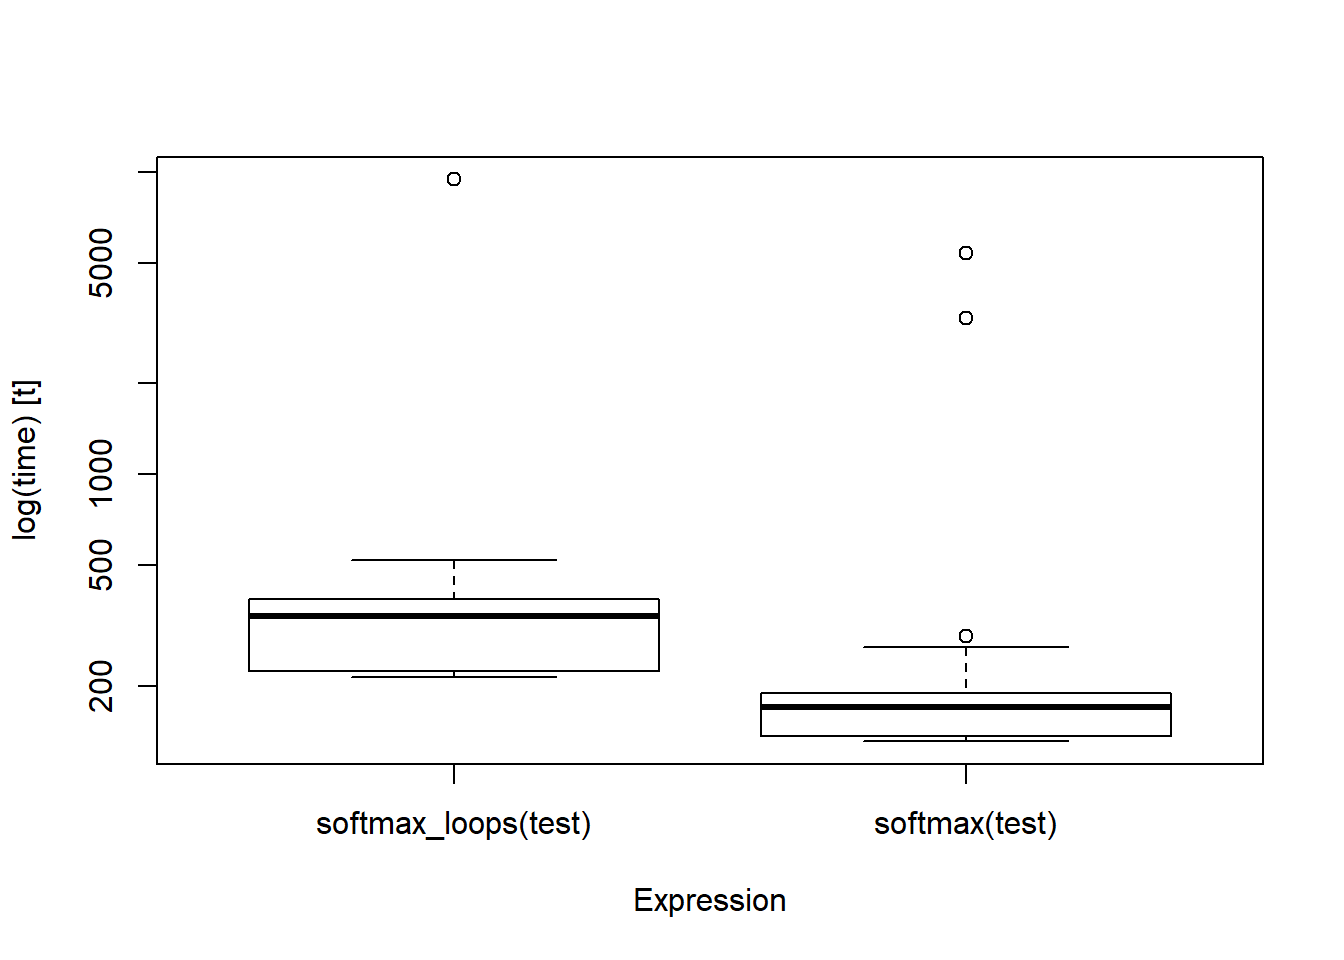 log(time) [t]
5000
1000
500
200
softmax_loops(test)
softmax(test)
Expression